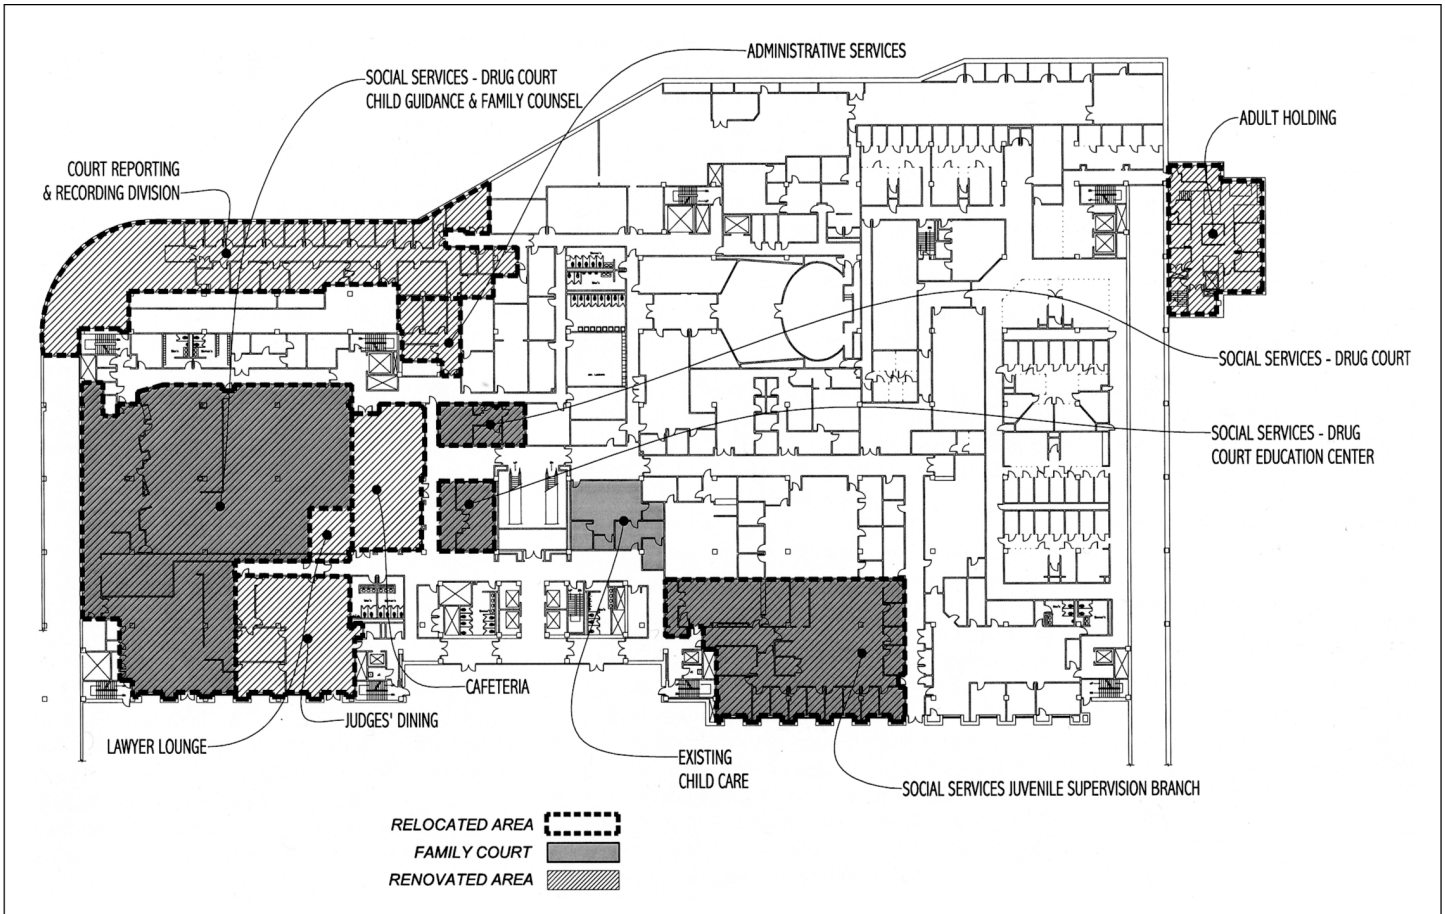 ADMINISTRATIVE SERVICES
SOCIAL SERVICES - DRUG COURT
CHILD GUIDANCE & FAMILY COUNSEL
ADULT HOLDING
COURT REPORTING
& RECORDING DIVISION
SOCIAL SERVICES - DRUG COURT
SOCIAL SERVICES - DRUG
COURT EDUCATION CENTER
CAFETERIA
JUDGES' DINING
LAWYER LOUNGE
EXISTING
CHILD CARE
SOCIAL SERVICES JUVENILE SUPERVISION BRANCH
RELOCATED AREA
FAMILY COURT
RENOVATED AREA